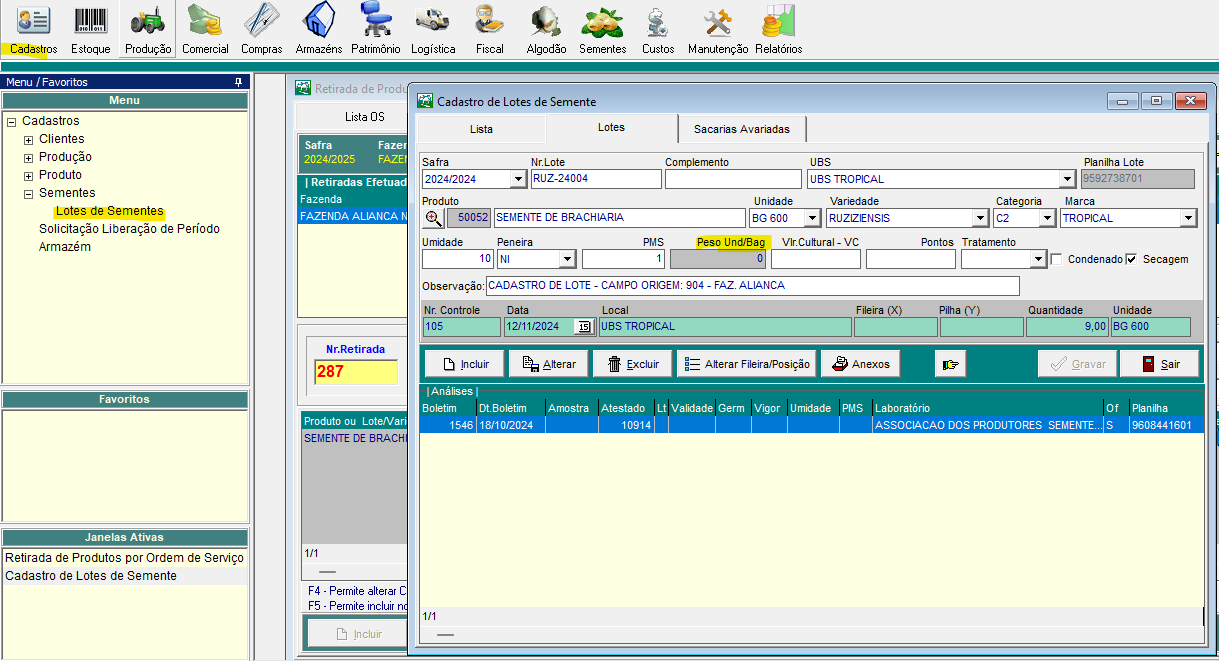 Cadastros Estoque Produção Comercial Compras Armazéns Patrimônio Logística Fiscal Algodão Sementes Custos Manutenção Relatórios
Menu / Favoritos
Menu
Cadastros
Clientes
Produção
Produto
Sementes
Lotes de Sementes
Solicitação Liberação de Período
Armazém
Favoritos
Janelas Ativas
Retirada de Produtos por Ordem de Serviço
Cadastro de Lotes de Semente
Retirada de Produ
Lista OS
Safra Fazen
2024/2025 FAZEN
| Retiradas Efetuad
Fazenda
FAZENDA ALIANCA N
Nr.Retirada
287
Produto ou Lote/Vari
SEMENTE DE BRACHI
1/1
F4 - Permite alterar C
F5 - Permite incluir no
Incluir
Cadastro de Lotes de Semente
Lista Lotes Sacarias Avariadas
Safra Nr.Lote Complemento UBS Planilha Lote
2024/2024 RUZ-24004 UBS TROPICAL 9592738701
Produto Unidade Variedade Categoria Marca
50052 SEMENTE DE BRACHIARIA BG 600 RUZIZIENSIS C2 TROPICAL
Umidade Peneira PMS Peso Und/Bag Vlr.Cultural - VC Pontos Tratamento
10 NI 1 0 Condenado Secagem
Observação: CADASTRO DE LOTE - CAMPO ORIGEM: 904 - FAZ. ALIANCA
Nr. Controle Data Local Fileira (X) Pilha (Y) Quantidade Unidade
105 12/11/2024 15 UBS TROPICAL 9,00 BG 600
Incluir Alterar Excluir Alterar Fileira/Posição Anexos Gravar Sair
| Análises |
Boletim Dt.Boletim Amostra Atestado Lt Validade Germ Vigor Umidade PMS Laboratório Of Planilha
1546 18/10/2024 10914 ASSOCIACAO DOS PRODUTORES SEMENTE... S 9608441601
1/1